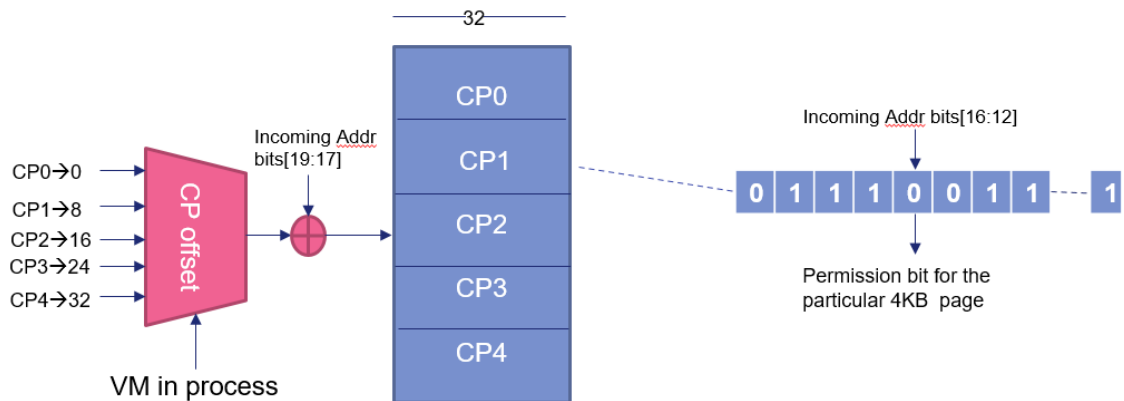 32
CP0
CP1
CP2
CP3
CP4
Incoming Addr
bits[19:17]
CP0→0
CP1→8
CP2→16
CP3→24
CP4→32
CP offset
VM in process
Incoming Addr bits[16:12]
0 1 1 1 0 0 1 1 1
Permission bit for the
particular 4KB page